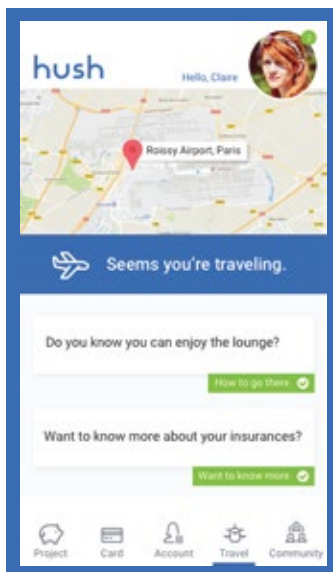 hush
Hello, Claire
Roissy Airport, Paris
Seems you're traveling.
Do you know you can enjoy the lounge?
How to go there
Want to know more about your insurances?
Want to know more
Project
Card
Account
Travel
Community